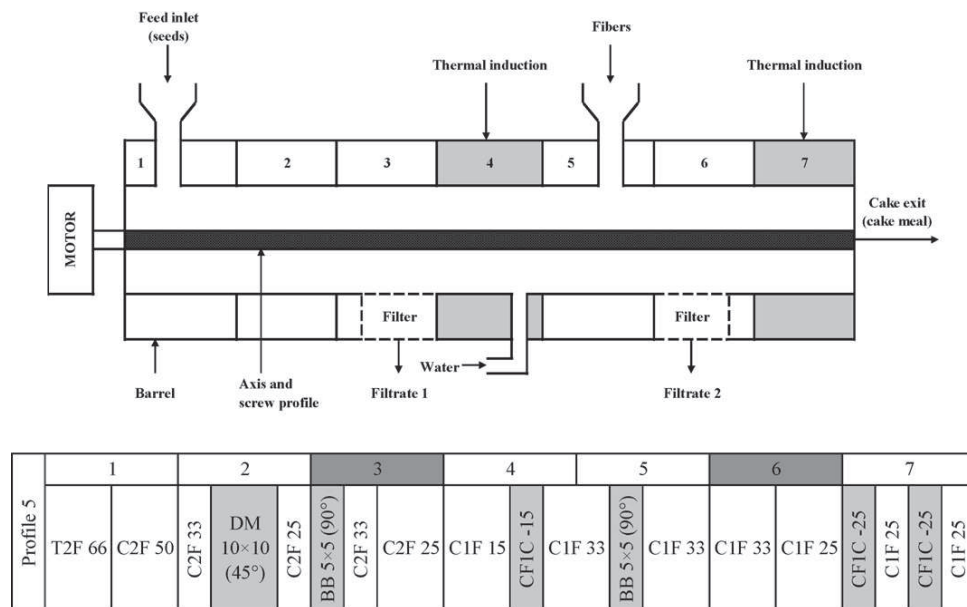 Feed inlet
(seeds)
Fibers
Thermal induction
Thermal induction
1
2
3
4
5
6
7
MOTOR
Cake exit
(cake meal)
Filter
Filter
Water
Barrel
Axis and
screw profile
Filtrate 1
Filtrate 2
Profile 5
1
2
3
4
5
6
7
T2F 66
C2F 50
C2F 33
DM
10×10
(45°)
C2F 25
BB 5×5 (90°)
C2F 33
C2F 25
C1F 15
CF1C -15
C1F 33
BB 5×5 (90°)
C1F 33
C1F 33
C1F 25
CF1C -25
C1F 25
CF1C -25
C1F 25